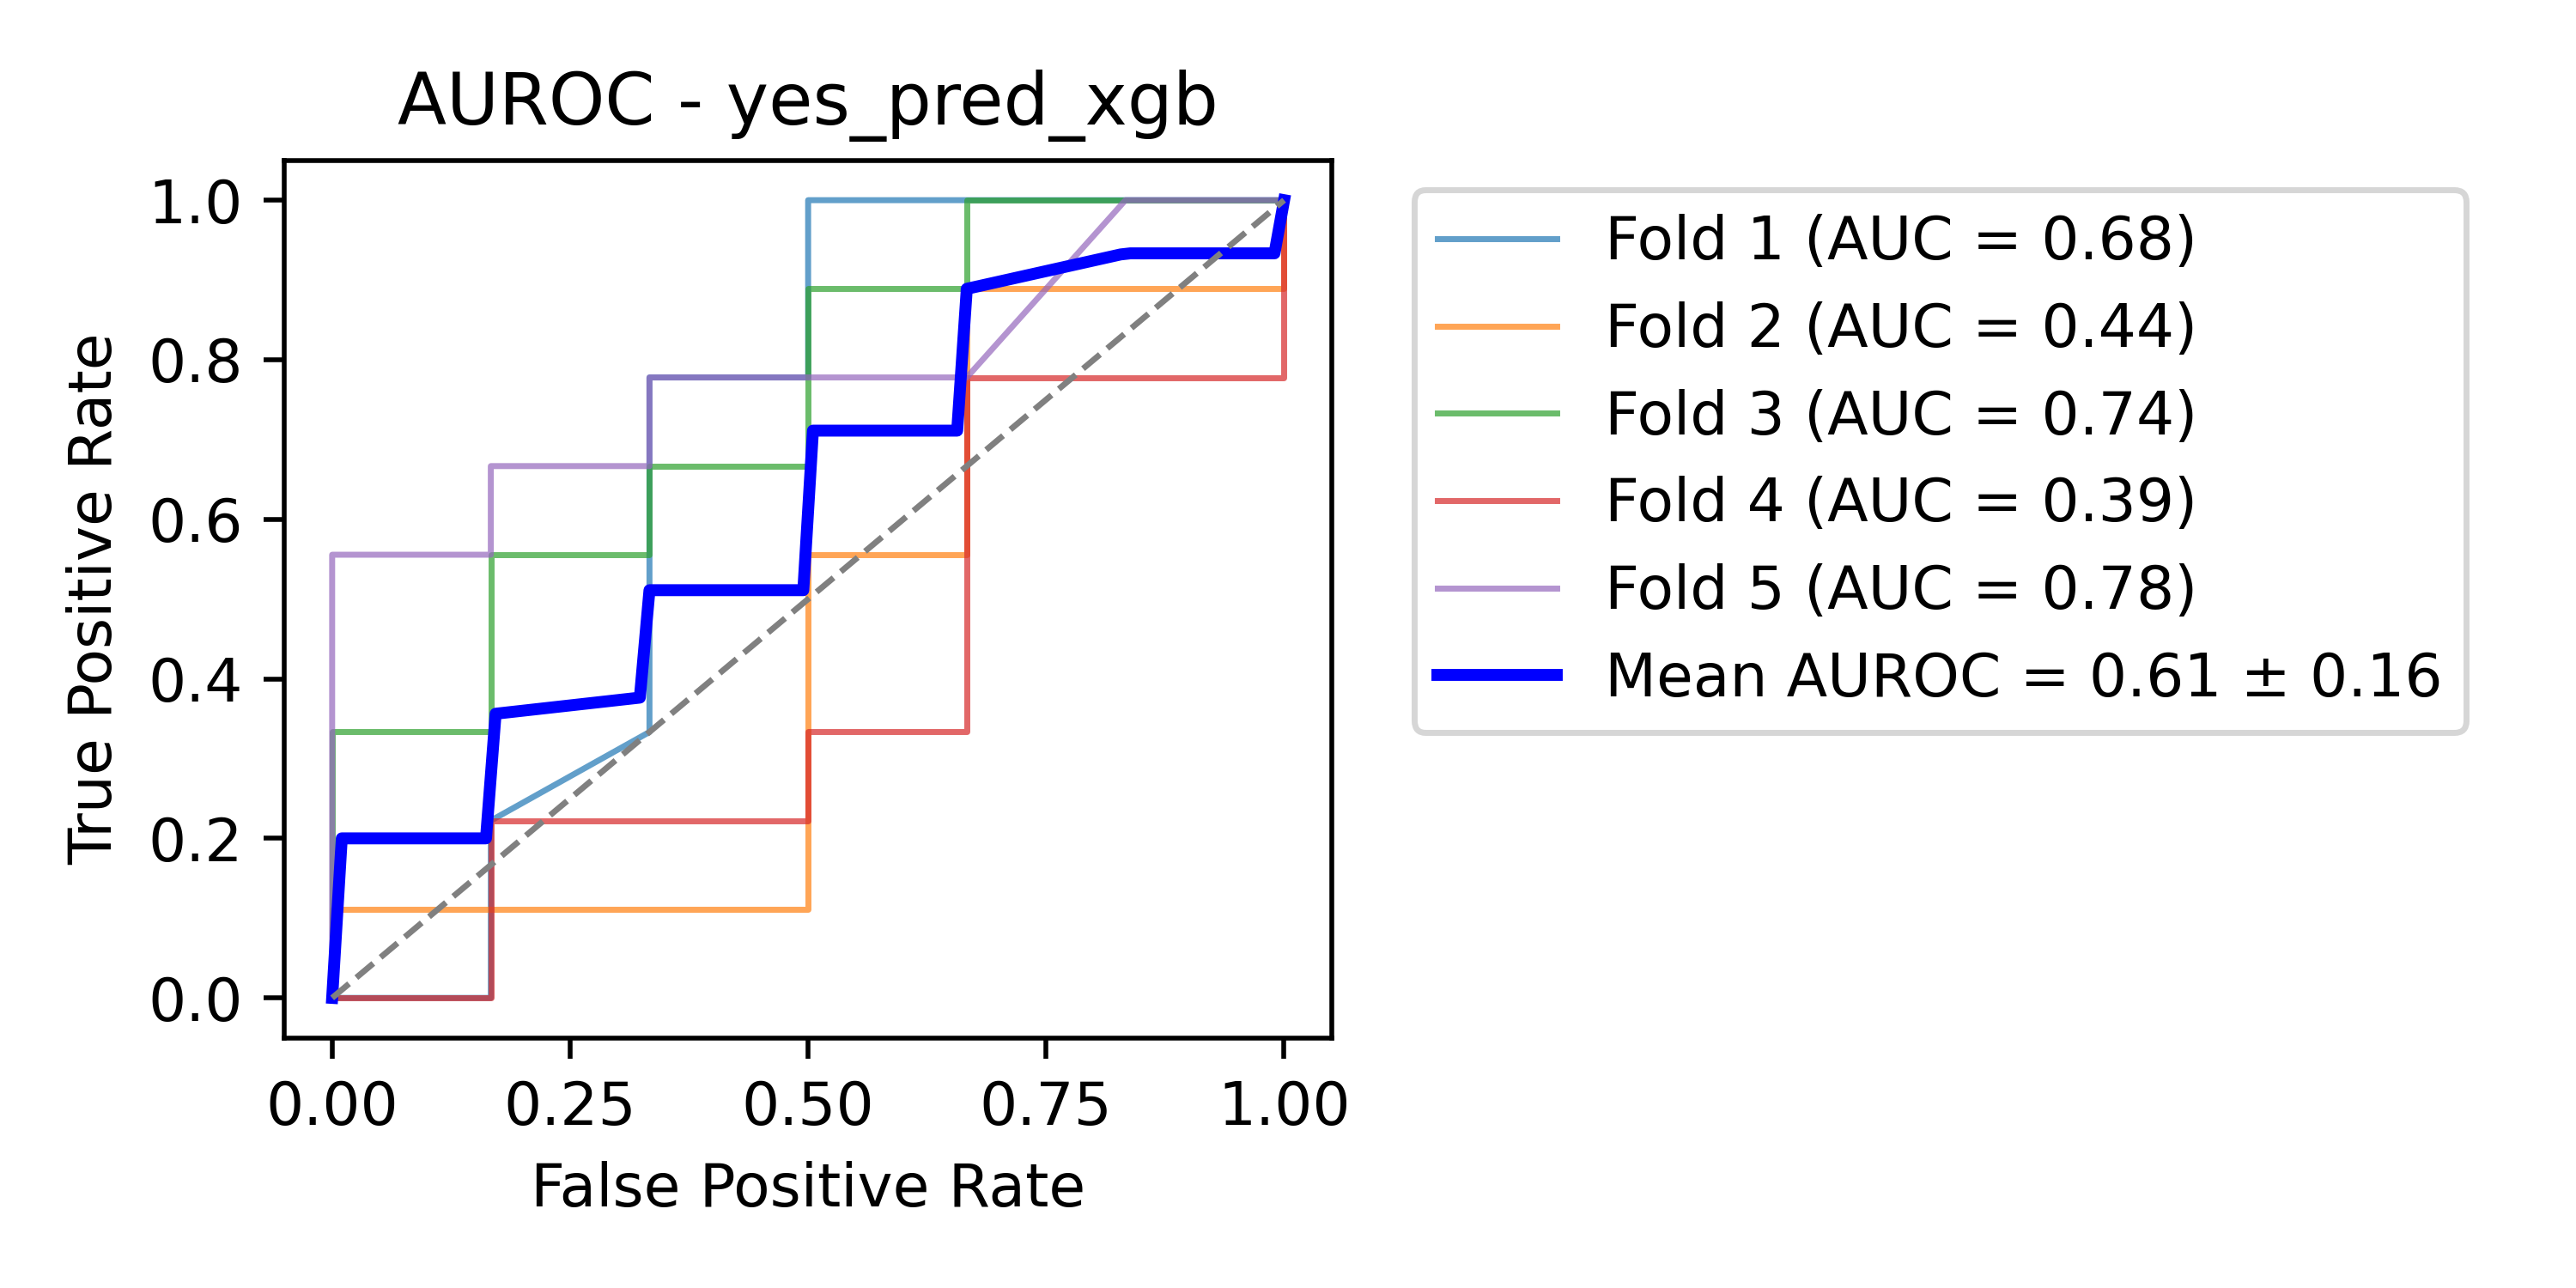 AUROC - yes_pred_xgb
True Positive Rate
1.0
0.8
0.6
0.4
0.2
0.0
0.00 0.25 0.50 0.75 1.00
False Positive Rate
Fold 1 (AUC = 0.68)
Fold 2 (AUC = 0.44)
Fold 3 (AUC = 0.74)
Fold 4 (AUC = 0.39)
Fold 5 (AUC = 0.78)
Mean AUROC = 0.61 ± 0.16